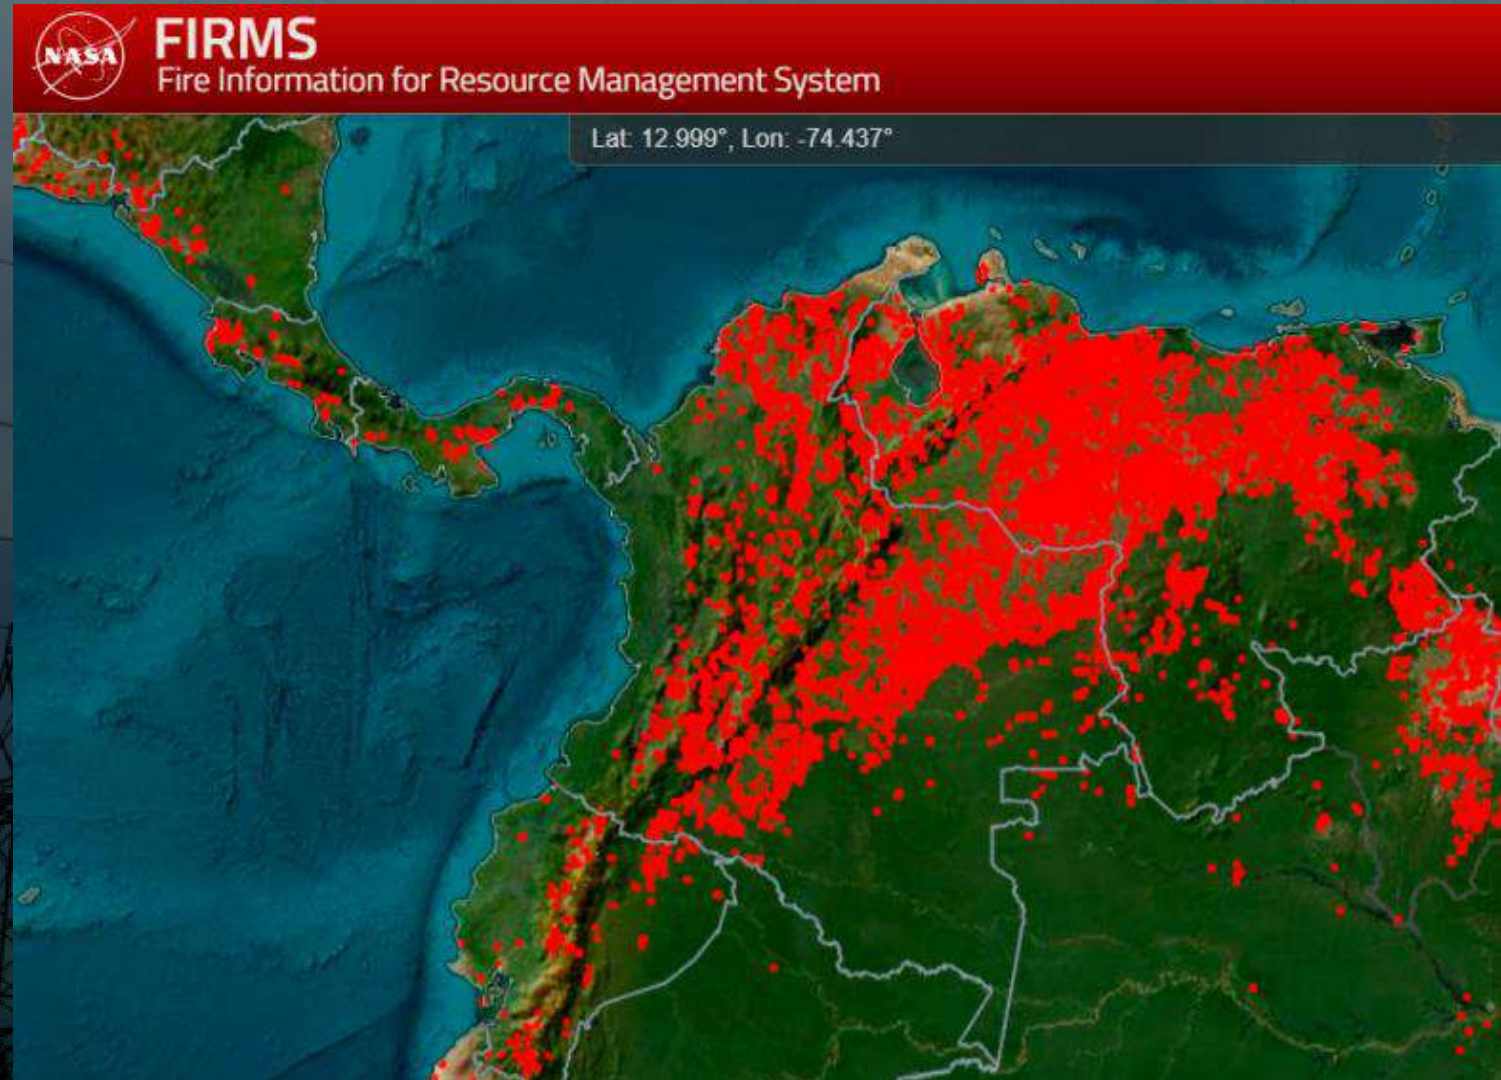 NASA
FIRMS
Fire Information for Resource Management System
Lat: 12.999°, Lon: -74.437°